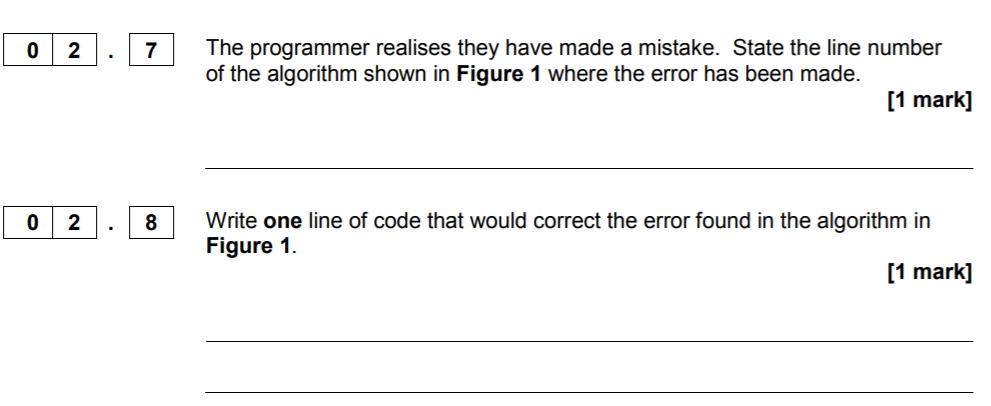 0 2 . 7 The programmer realises they have made a mistake. State the line number
of the algorithm shown in Figure 1 where the error has been made.
[1 mark]
0 2 . 8 Write one line of code that would correct the error found in the algorithm in
Figure 1.
[1 mark]